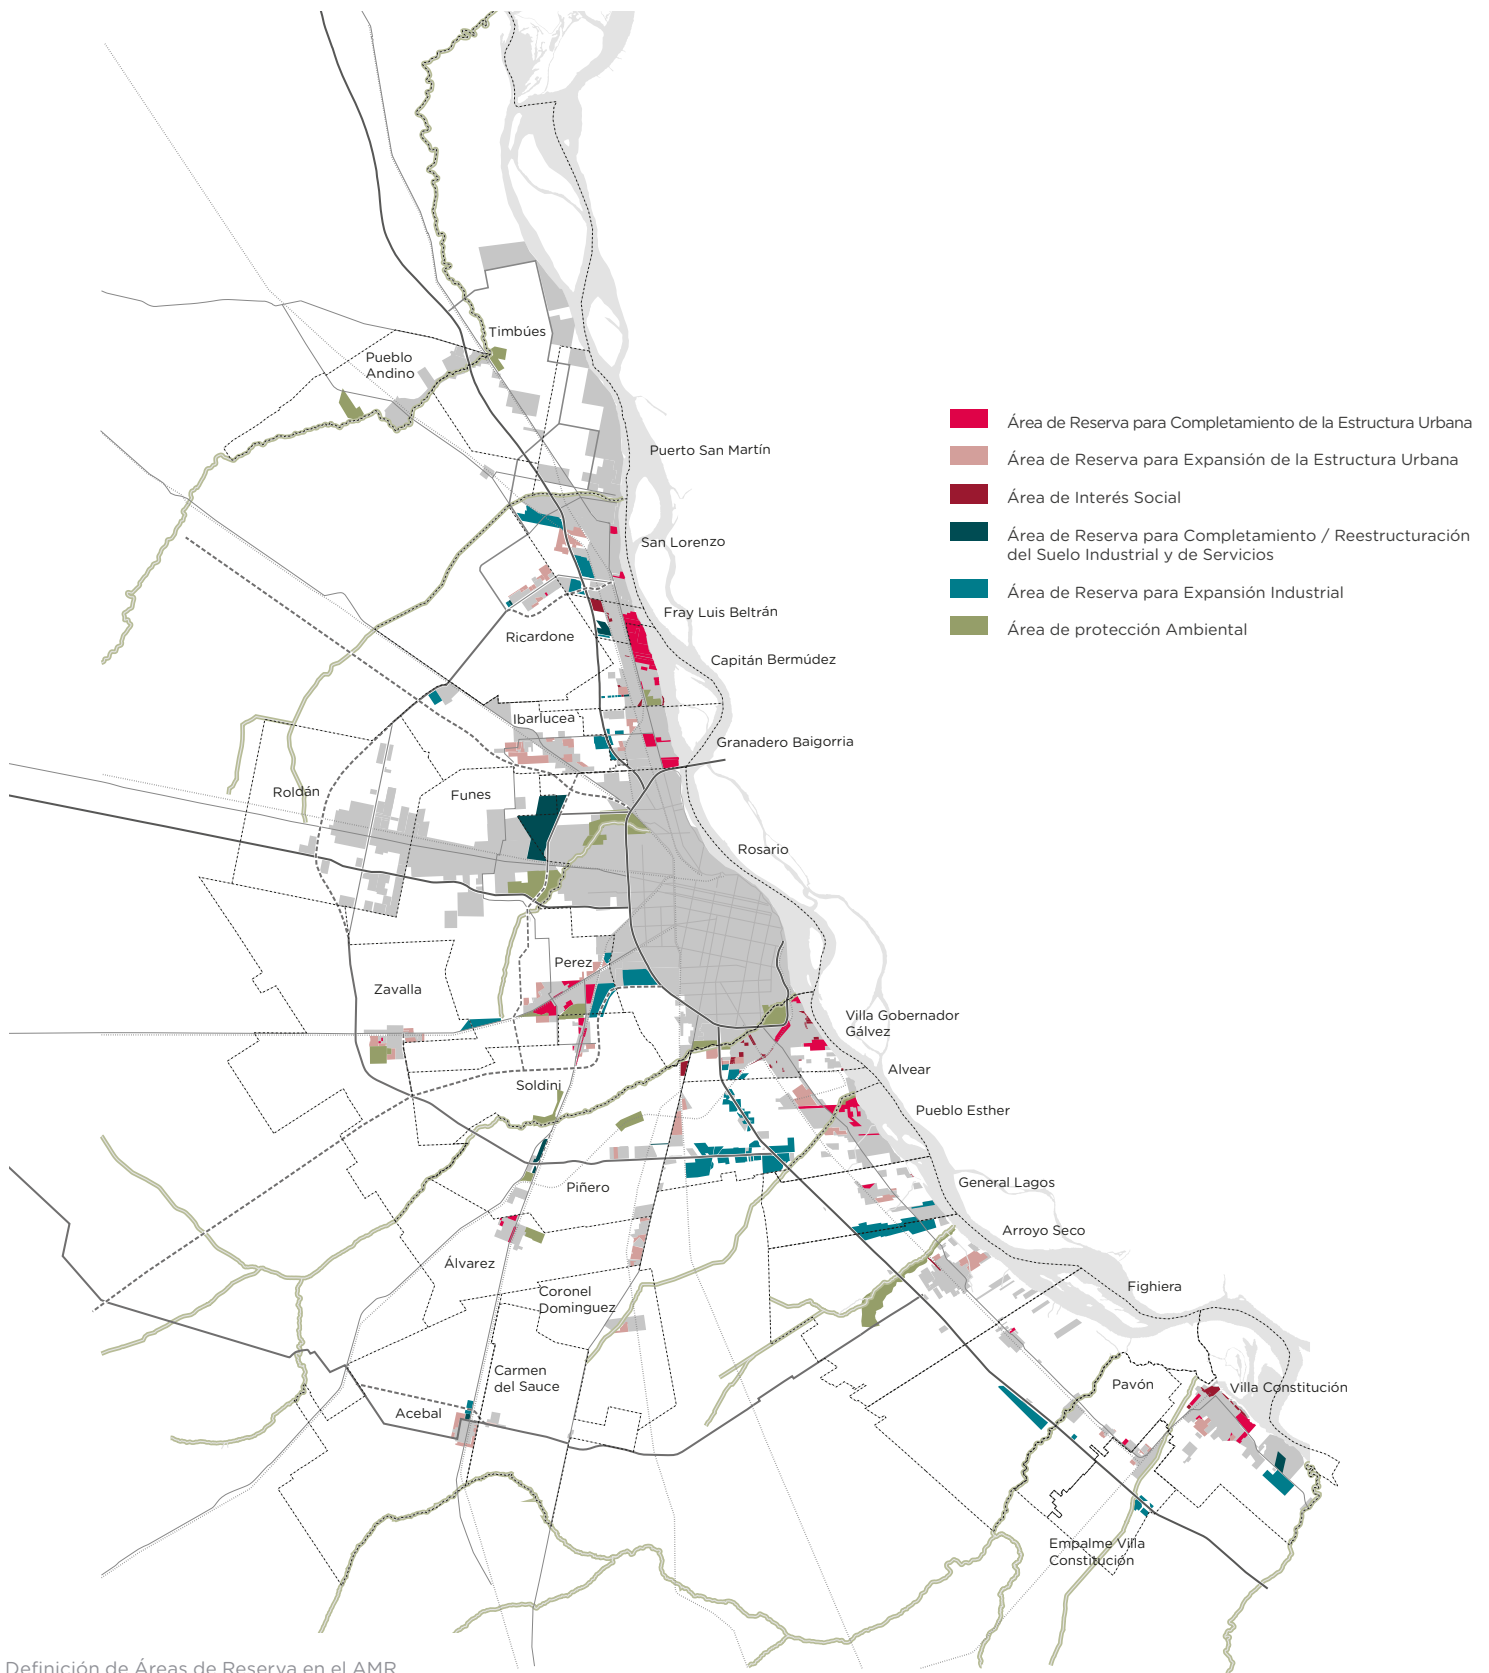 Timbúes
Pueblo
Andino
Puerto San Martín
San Lorenzo
Fray Luis Beltrán
Ricardone
Capitán Bermúdez
Ibarlucea
Granadero Baigorria
Roldán
Funes
Rosario
Perez
Zavalla
Villa Gobernador
Gálvez
Alvear
Soldini
Pueblo Esther
Piñero
General Lagos
Arroyo Seco
Álvarez
Coronel
Dominguez
Fighiera
Carmen
del Sauce
Pavón
Villa Constitución
Acebal
Empalme Villa
Constitución
Área de Reserva para Completamiento de la Estructura Urbana
Área de Reserva para Expansión de la Estructura Urbana
Área de Interés Social
Área de Reserva para Completamiento / Reestructuración
del Suelo Industrial y de Servicios
Área de Reserva para Expansión Industrial
Área de protección Ambiental
Definición de Áreas de Reserva en el AMR